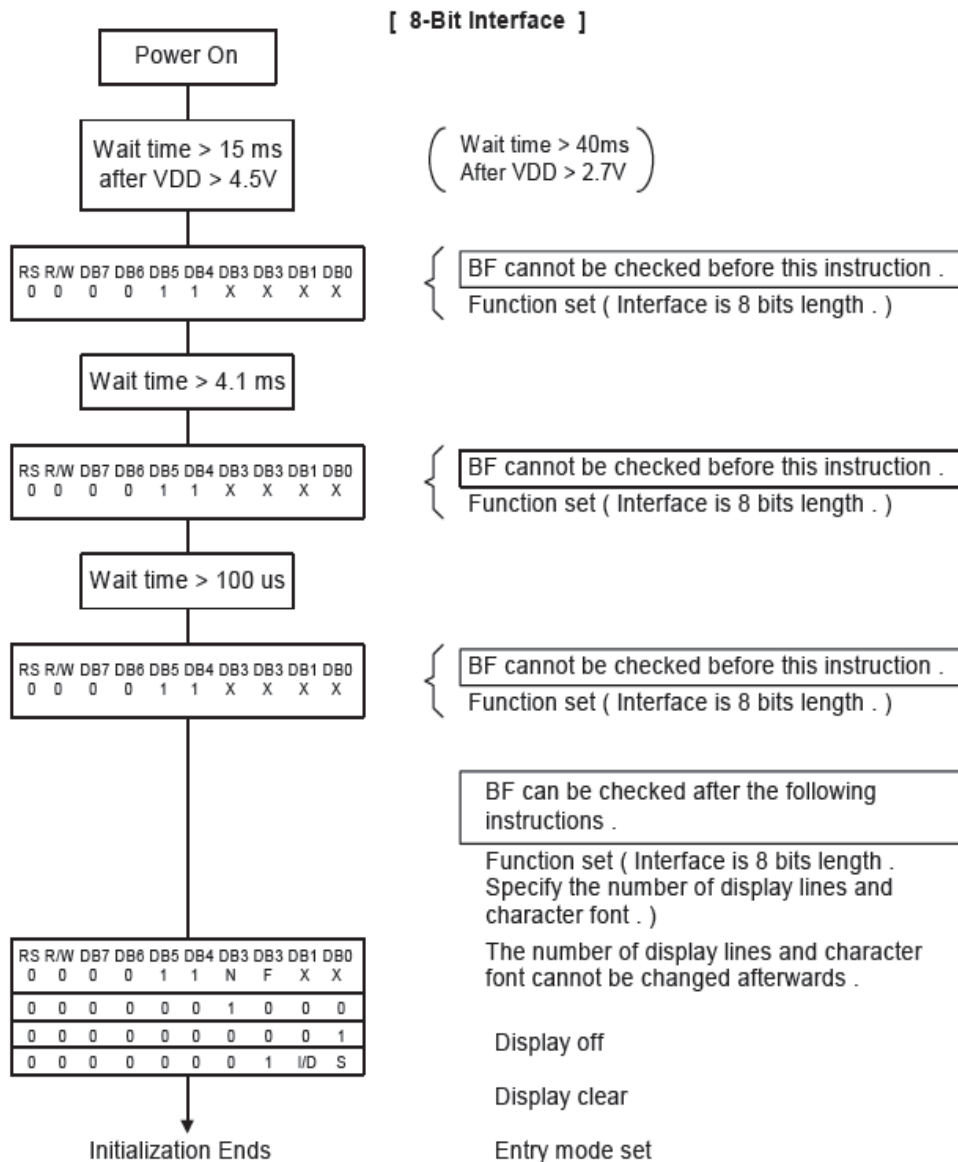 [ 8-Bit Interface ]
Power On
Wait time > 15 ms
after VDD > 4.5V
Wait time > 40ms
After VDD > 2.7V
RS R/W DB7 DB6 DB5 DB4 DB3 DB3 DB1 DB0
0 0 0 0 1 1 X X X X
BF cannot be checked before this instruction .
Function set ( Interface is 8 bits length . )
Wait time > 4.1 ms
RS R/W DB7 DB6 DB5 DB4 DB3 DB3 DB1 DB0
0 0 0 0 1 1 X X X X
BF cannot be checked before this instruction .
Function set ( Interface is 8 bits length . )
Wait time > 100 us
RS R/W DB7 DB6 DB5 DB4 DB3 DB3 DB1 DB0
0 0 0 0 1 1 X X X X
BF cannot be checked before this instruction .
Function set ( Interface is 8 bits length . )
BF can be checked after the following
instructions .
Function set ( Interface is 8 bits length .
Specify the number of display lines and
character font . )
The number of display lines and character
font cannot be changed afterwards .
RS R/W DB7 DB6 DB5 DB4 DB3 DB3 DB1 DB0
0 0 0 0 1 1 N F X X
0 0 0 0 0 0 1 0 0 0
0 0 0 0 0 0 0 0 0 1
0 0 0 0 0 0 0 1 I/D S
Display off
Display clear
Entry mode set
Initialization Ends